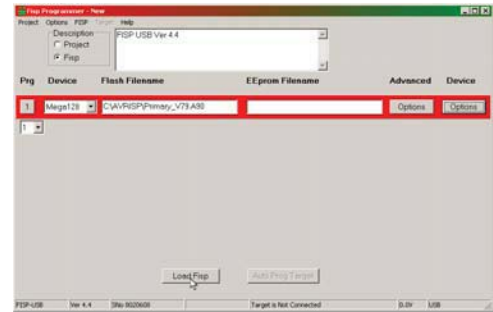 Fisp Programmer - New
Project Options FISP Target Help
Description
Project
Fisp
FISP USB Ver 4.4
Prg Device Flash Filename EEprom Filename Advanced Device
1 Mega128 C:\AVRISP\Primary_V79.A90 Options Options
1
Load Fisp Auto Prog Target
FISP-USB Ver 4.4 SNo 0020600 Target is Not Connected 0.0V USB